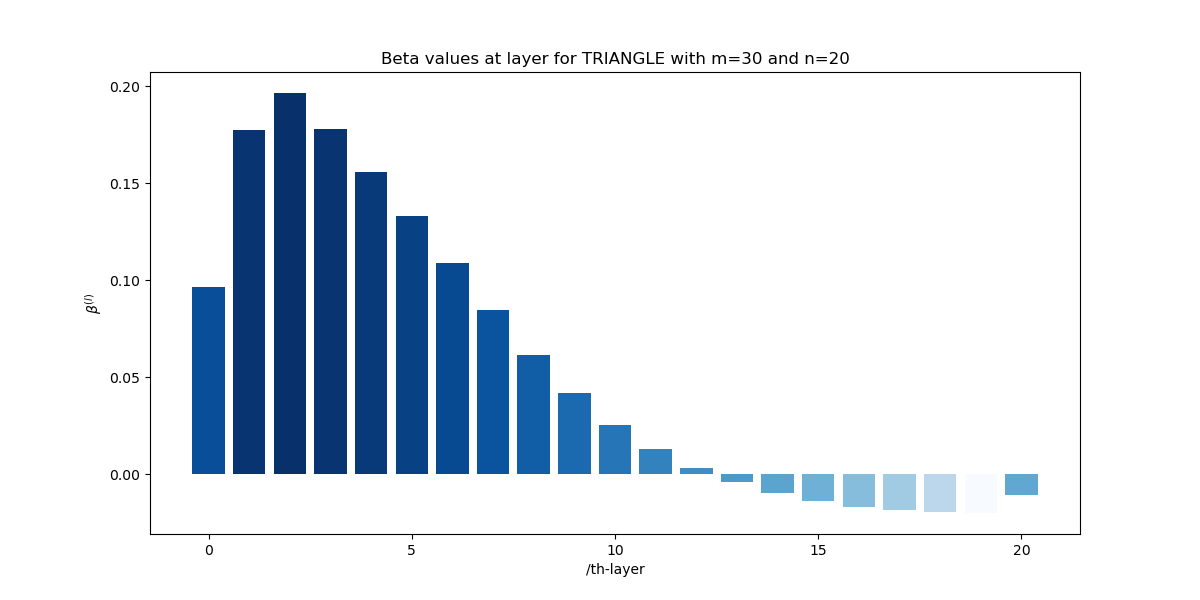 Beta values at layer for TRIANGLE with m=30 and n=20
0.20
0.15
0.10
0.05
0.00
β(l)
0 5 10 15 20
/th-layer